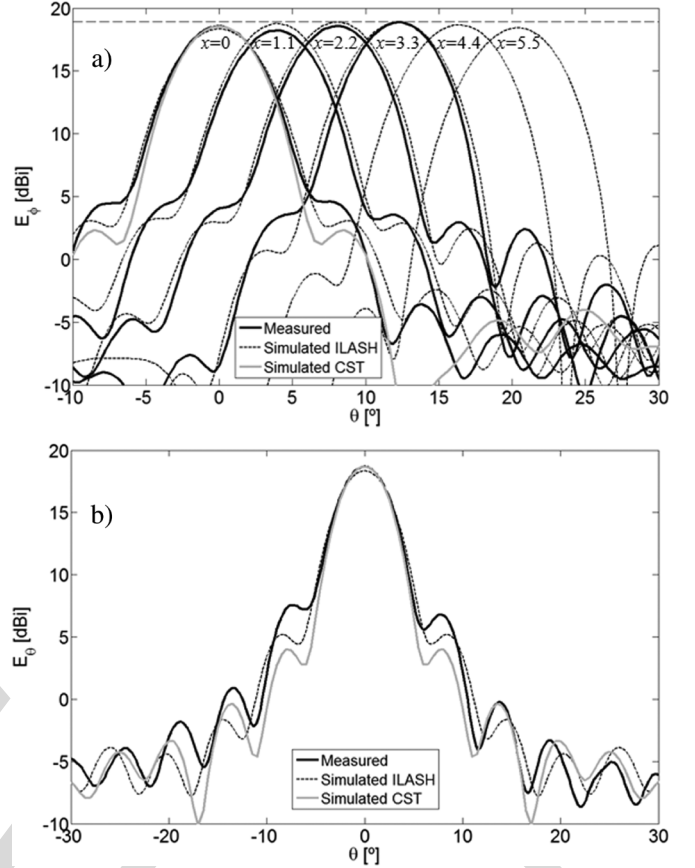 20
15
10
5
0
-5
-10
E_ϕ [dBi]
a)
x=0 x=1.1 x=2.2 x=3.3 x=4.4 x=5.5
Measured
Simulated ILASH
Simulated CST
-10 -5 0 5 10 15 20 25 30
θ [º]
20
15
10
5
0
-5
-10
E_θ [dBi]
b)
Measured
Simulated ILASH
Simulated CST
-30 -20 -10 0 10 20 30
θ [º]